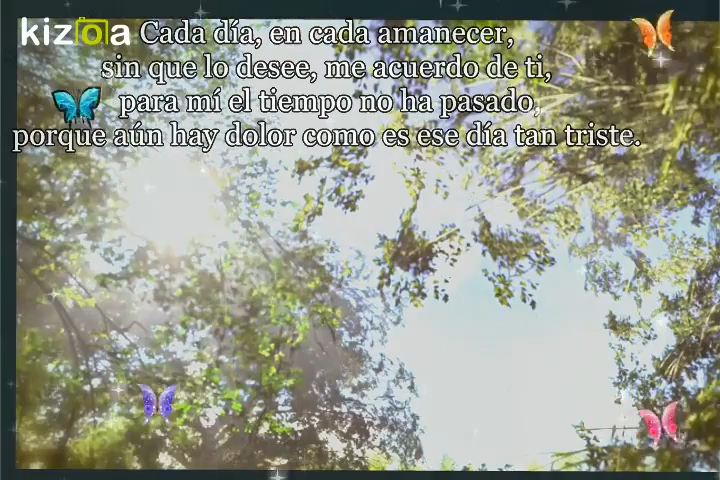 kizoa Cada día, en cada amanecer,
sin que lo desee, me acuerdo de ti,
para mí el tiempo no ha pasado,
porque aún hay dolor como es ese día tan triste.